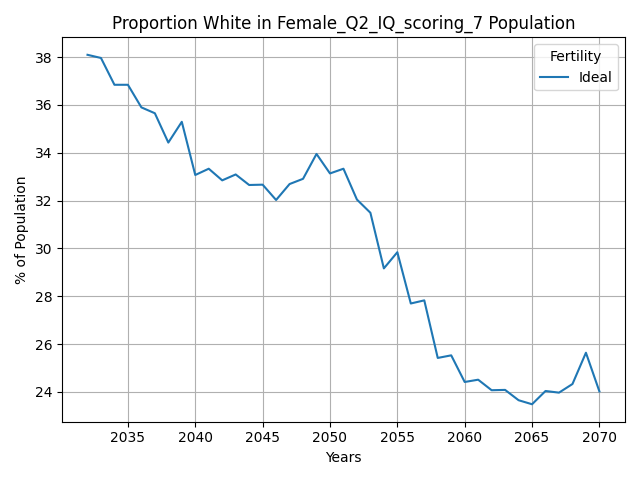 Proportion White in Female_Q2_IQ_scoring_7 Population
Fertility
Ideal
% of Population
38
36
34
32
30
28
26
24
2035 2040 2045 2050 2055 2060 2065 2070
Years